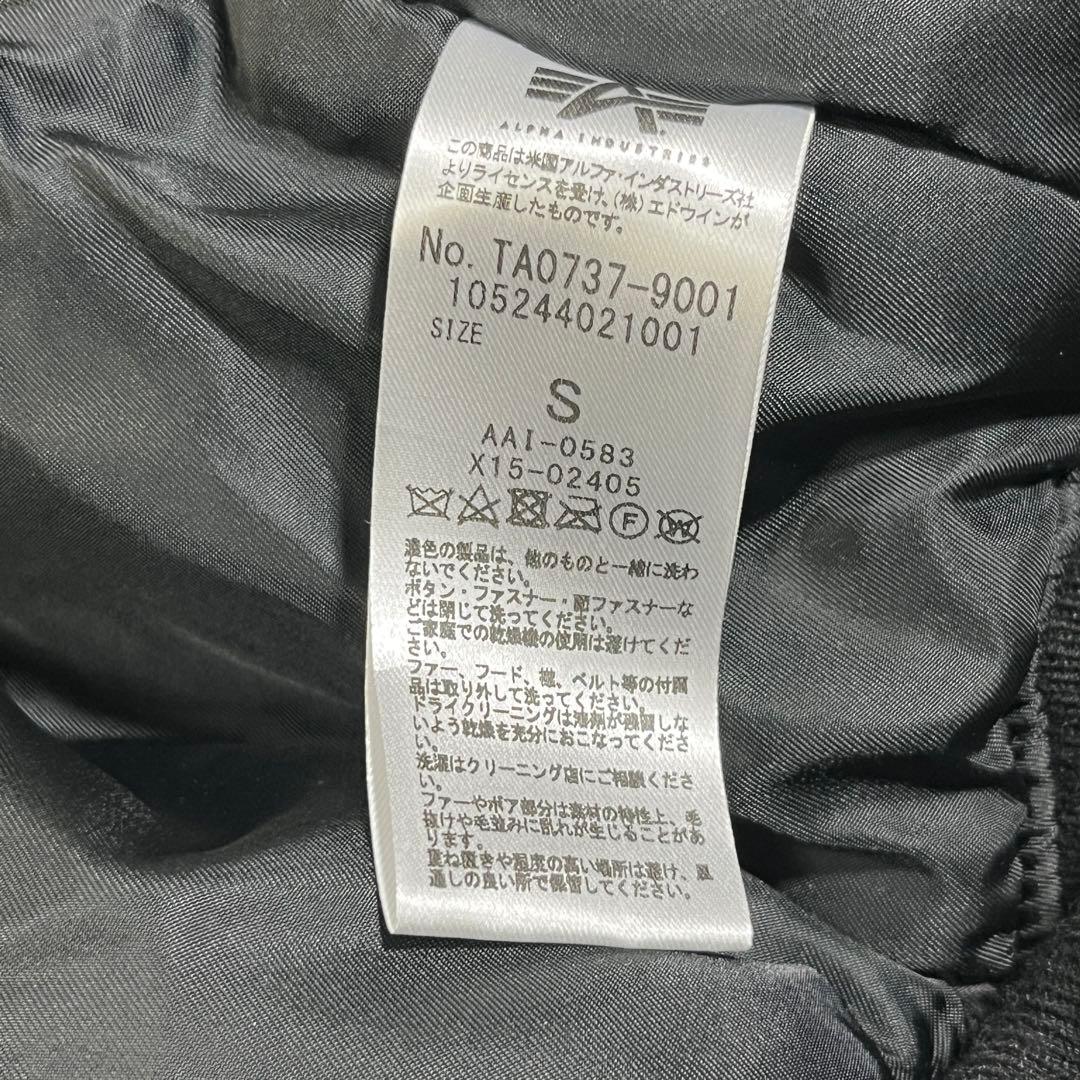 ALPHA INDUSTRIES
この商品は米国アルファ・インダストリーズ社
よりライセンスを受け、(株)エドウインが
企画生産したものです。
No. TA0737-9001
105244021001
SIZE
S
AAI-0583
X15-02405
F
W
濃色の製品は、他のものと一緒に洗わ
ないでください。
ボタン・ファスナー・面ファスナーな
どは閉じて洗ってください。
ご家庭での乾燥機の使用は避けてくだ
さい。
ファー、フード、襟、ベルト等の付属
品は取り外して洗ってください。
ドライクリーニングは溶剤が残留しな
いよう乾燥を充分におこなってくださ
い。
洗濯はクリーニング店にご相談くださ
い。
ファーやボア部分は素材の特性上、毛
抜けや毛並みに乱れが生じることがあ
ります。
重ね置きや湿度の高い場所は避け、風
通しの良い所で保管してください。